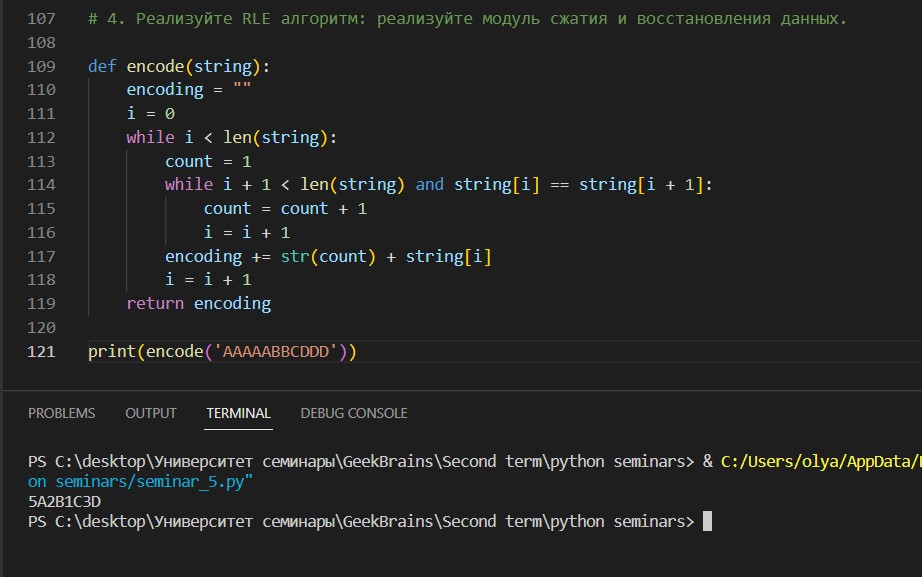 107 # 4. Реализуйте RLE алгоритм: реализуйте модуль сжатия и восстановления данных.
108
109 def encode(string):
110     encoding = ""
111     i = 0
112     while i < len(string):
113         count = 1
114         while i + 1 < len(string) and string[i] == string[i + 1]:
115             count = count + 1
116             i = i + 1
117         encoding += str(count) + string[i]
118         i = i + 1
119     return encoding
120
121 print(encode('AAAAABBCDDD'))
PROBLEMS OUTPUT TERMINAL DEBUG CONSOLE
PS C:\desktop\Университет семинары\GeekBrains\Second term\python seminars> & C:/Users/olya/AppData/
on seminars/seminar_5.py"
5A2B1C3D
PS C:\desktop\Университет семинары\GeekBrains\Second term\python seminars>